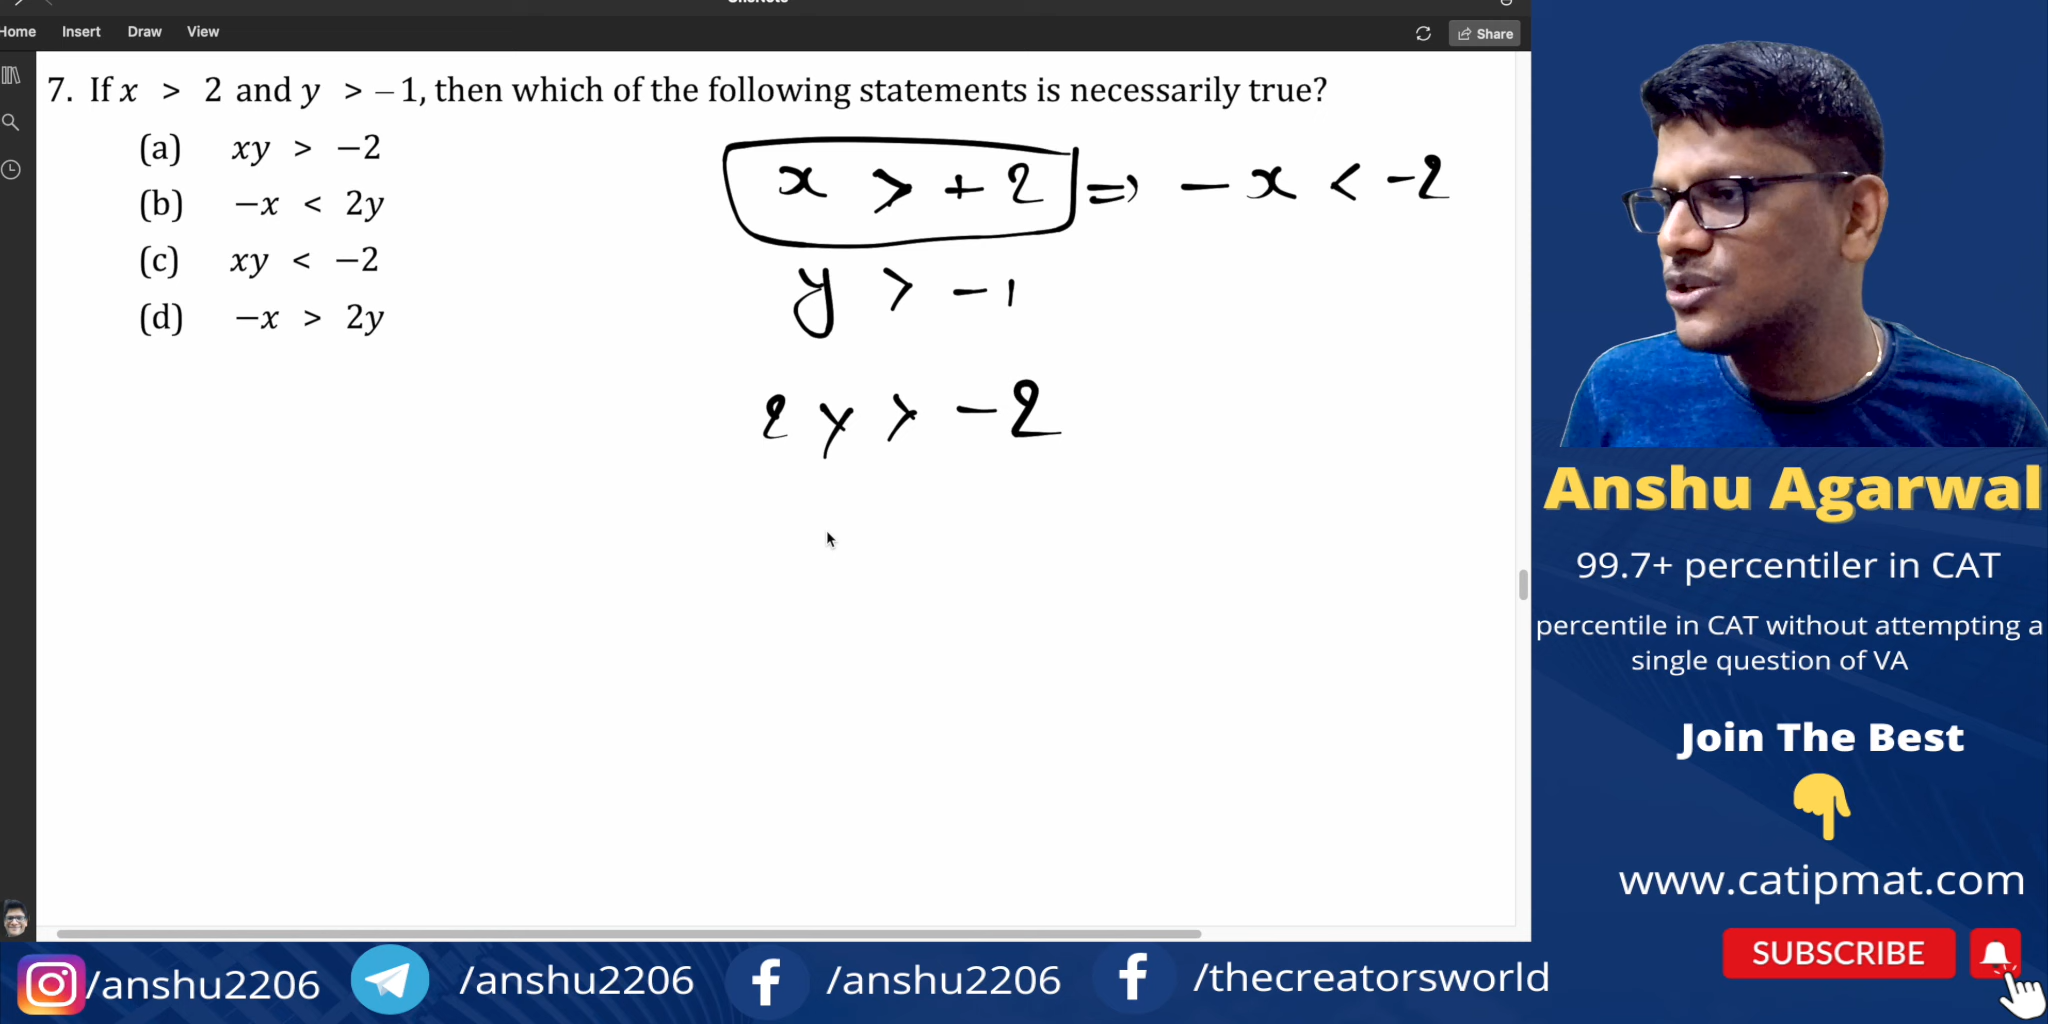 Home Insert Draw View
Share
7. If x > 2 and y > −1, then which of the following statements is necessarily true?
(a) xy > −2
(b) −x < 2y
(c) xy < −2
(d) −x > 2y
x > +2 ⇒ −x < −2
y > −1
2y > −2
Anshu Agarwal
99.7+ percentiler in CAT
percentile in CAT without attempting a
single question of VA
Join The Best
www.catipmat.com
SUBSCRIBE
/anshu2206 /anshu2206 /anshu2206 /thecreatorsworld